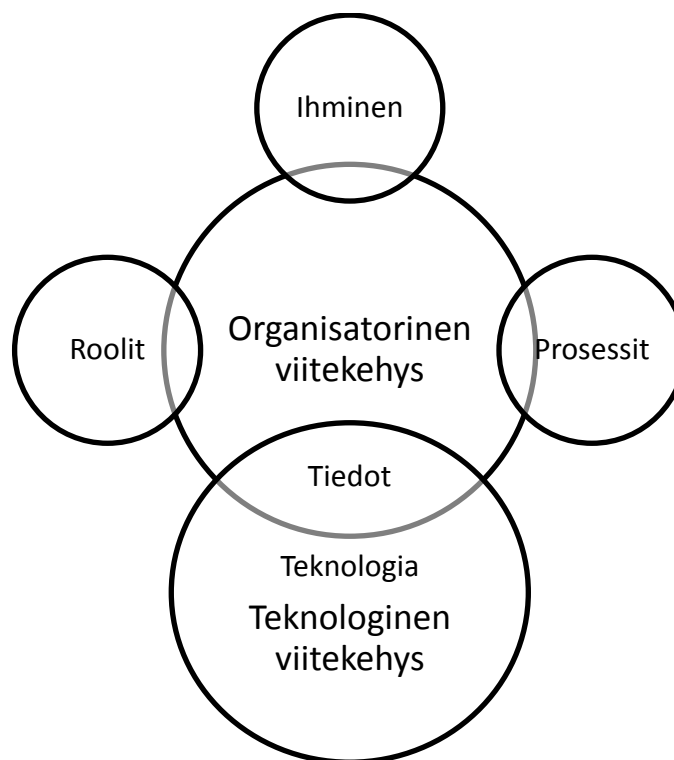 Ihminen
Organisatorinen
viitekehys
Roolit
Prosessit
Tiedot
Teknologia
Teknologinen
viitekehys